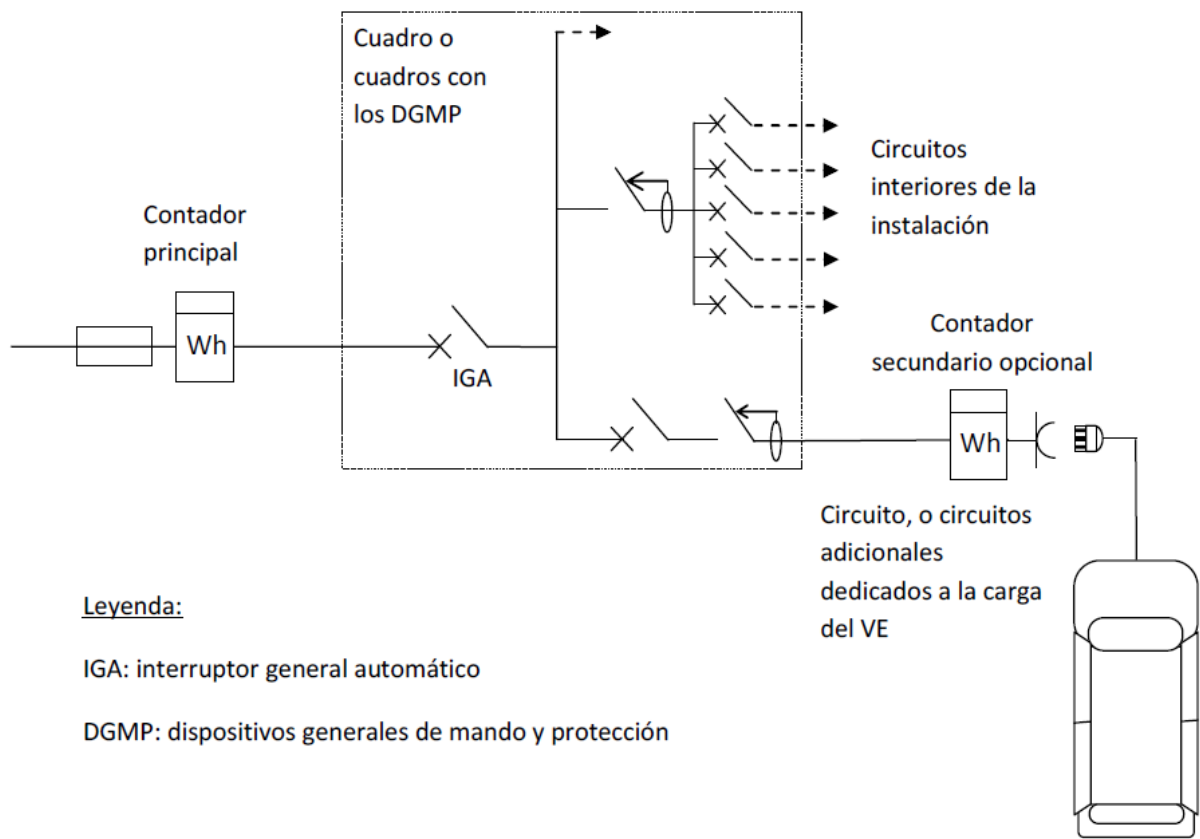 Cuadro o
cuadros con
los DGMP
Circuitos
interiores de la
instalación
Contador
principal
Wh
IGA
Contador
secundario opcional
Wh
Circuito, o circuitos
adicionales
dedicados a la carga
del VE
Leyenda:
IGA: interruptor general automático
DGMP: dispositivos generales de mando y protección